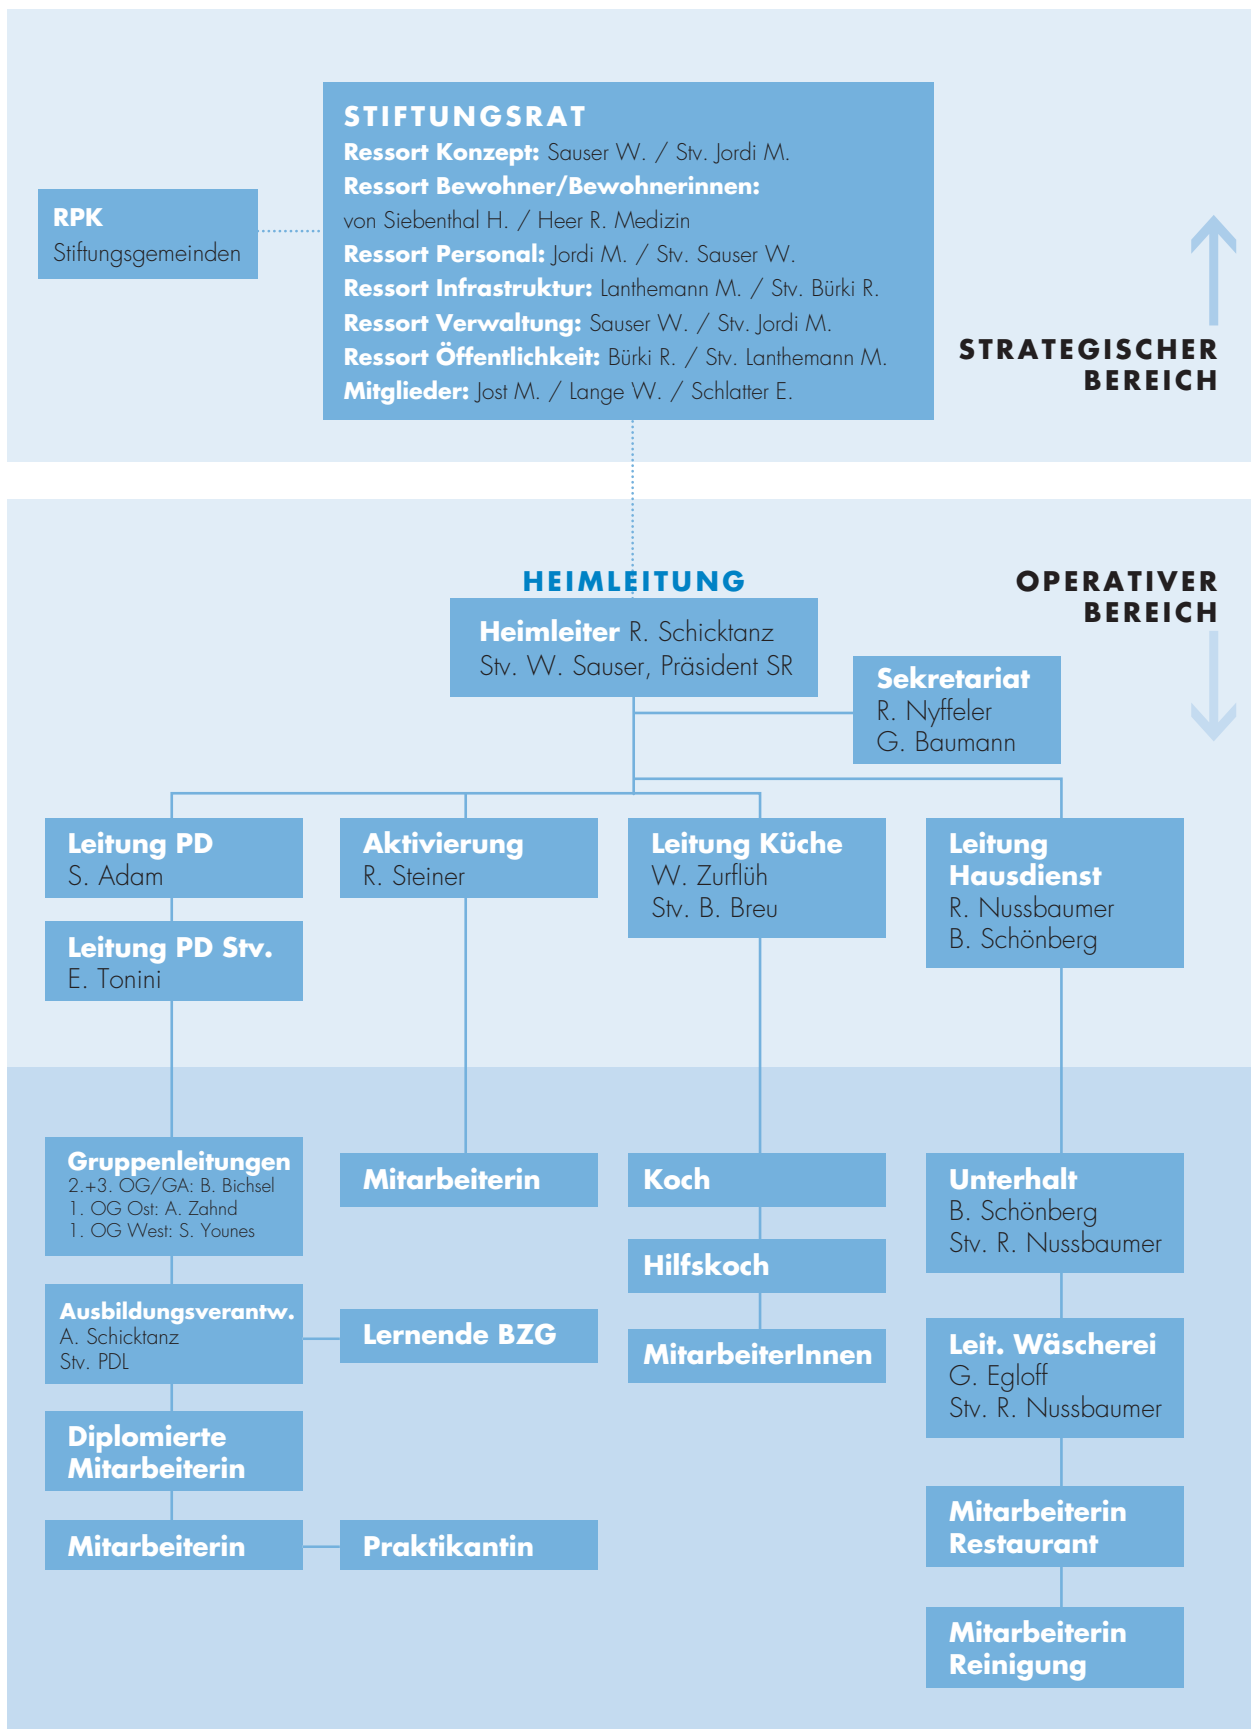 STIFTUNGSRAT
Ressort Konzept: Sauser W. / Stv. Jordi M.
Ressort Bewohner/Bewohnerinnen:
von Siebenthal H. / Heer R. Medizin
Ressort Personal: Jordi M. / Stv. Sauser W.
Ressort Infrastruktur: Lanthemann M. / Stv. Bürki R.
Ressort Verwaltung: Sauser W. / Stv. Jordi M.
Ressort Öffentlichkeit: Bürki R. / Stv. Lanthemann M.
Mitglieder: Jost M. / Lange W. / Schlatter E.
RPK
Stiftungsgemeinden
STRATEGISCHER
BEREICH
HEIMLEITUNG
Heimleiter R. Schicktanz
Stv. W. Sauser, Präsident SR
OPERATIVER
BEREICH
Sekretariat
R. Nyffeler
G. Baumann
Leitung PD
S. Adam
Leitung PD Stv.
E. Tonini
Aktivierung
R. Steiner
Leitung Küche
W. Zurflüh
Stv. B. Breu
Leitung
Hausdienst
R. Nussbaumer
B. Schönberg
Gruppenleitungen
2.+3. OG/GA: B. Bichsel
1. OG Ost: A. Zahnd
1. OG West: S. Younes
Ausbildungsverantw.
A. Schicktanz
Stv. PDL
Diplomierte
Mitarbeiterin
Mitarbeiterin
Mitarbeiterin
Lernende BZG
Praktikantin
Koch
Hilfskoch
MitarbeiterInnen
Unterhalt
B. Schönberg
Stv. R. Nussbaumer
Leit. Wäscherei
G. Egloff
Stv. R. Nussbaumer
Mitarbeiterin
Restaurant
Mitarbeiterin
Reinigung